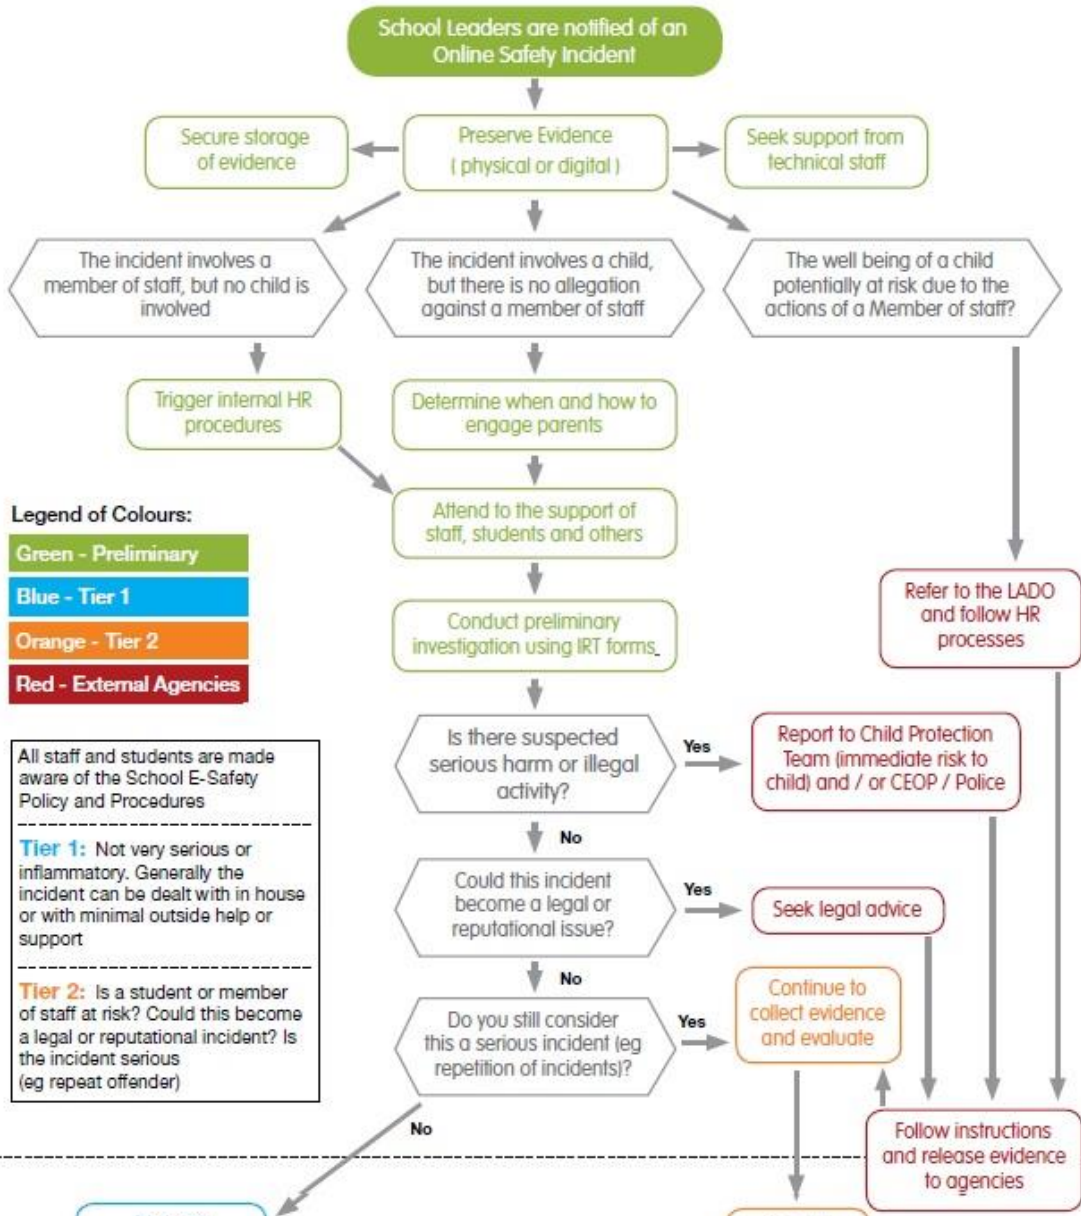 School Leaders are notified of an
Online Safety Incident
Secure storage
of evidence
Preserve Evidence
( physical or digital )
Seek support from
technical staff
The incident involves a
member of staff, but no child is
involved
The incident involves a child,
but there is no allegation
against a member of staff
The well being of a child
potentially at risk due to the
actions of a Member of staff?
Trigger internal HR
procedures
Determine when and how to
engage parents
Attend to the support of
staff, students and others
Legend of Colours:
Green - Preliminary
Blue - Tier 1
Orange - Tier 2
Red - External Agencies
Refer to the LADO
and follow HR
processes
Conduct preliminary
investigation using IRT forms
Is there suspected
serious harm or illegal
activity?
Yes
Report to Child Protection
Team (immediate risk to
child) and / or CEOP / Police
No
All staff and students are made
aware of the School E-Safety
Policy and Procedures
Tier 1: Not very serious or
inflammatory. Generally the
incident can be dealt with in house
or with minimal outside help or
support
Tier 2: Is a student or member
of staff at risk? Could this become
a legal or reputational incident? Is
the incident serious
(eg repeat offender)
Could this incident
become a legal or
reputational issue?
Yes
Seek legal advice
No
Do you still consider
this a serious incident (eg
repetition of incidents)?
Yes
Continue to
collect evidence
and evaluate
No
Follow instructions
and release evidence
to agencies